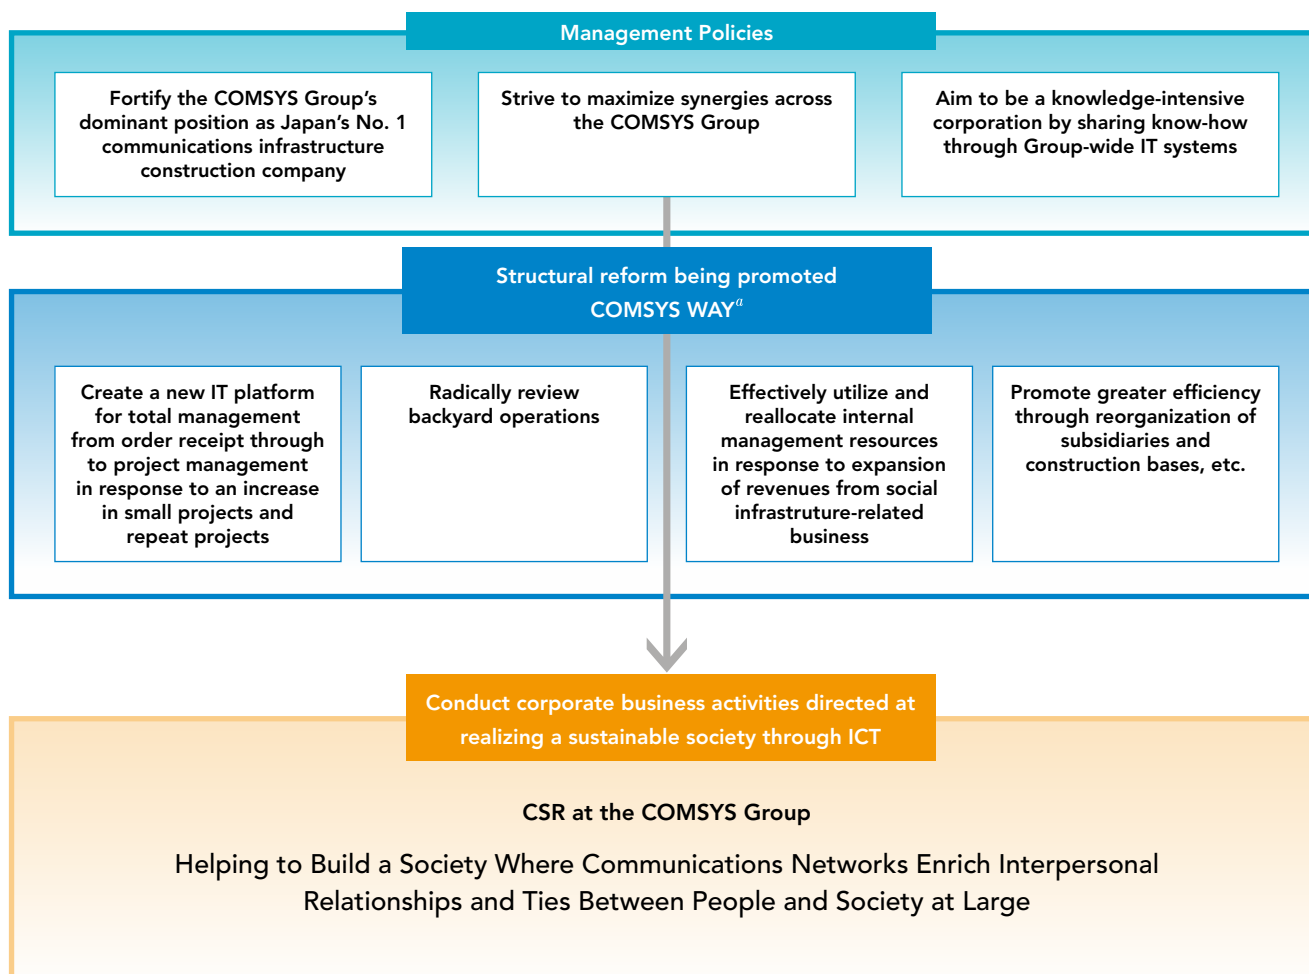 Management Policies
Fortify the COMSYS Group's
dominant position as Japan's No. 1
communications infrastructure
construction company
Strive to maximize synergies across
the COMSYS Group
Aim to be a knowledge-intensive
corporation by sharing know-how
through Group-wide IT systems
Structural reform being promoted
COMSYS WAYᵃ
Create a new IT platform
for total management
from order receipt through
to project management
in response to an increase
in small projects and
repeat projects
Radically review
backyard operations
Effectively utilize and
reallocate internal
management resources
in response to expansion
of revenues from social
infrastruture-related
business
Promote greater efficiency
through reorganization of
subsidiaries and
construction bases, etc.
Conduct corporate business activities directed at
realizing a sustainable society through ICT
CSR at the COMSYS Group
Helping to Build a Society Where Communications Networks Enrich Interpersonal
Relationships and Ties Between People and Society at Large